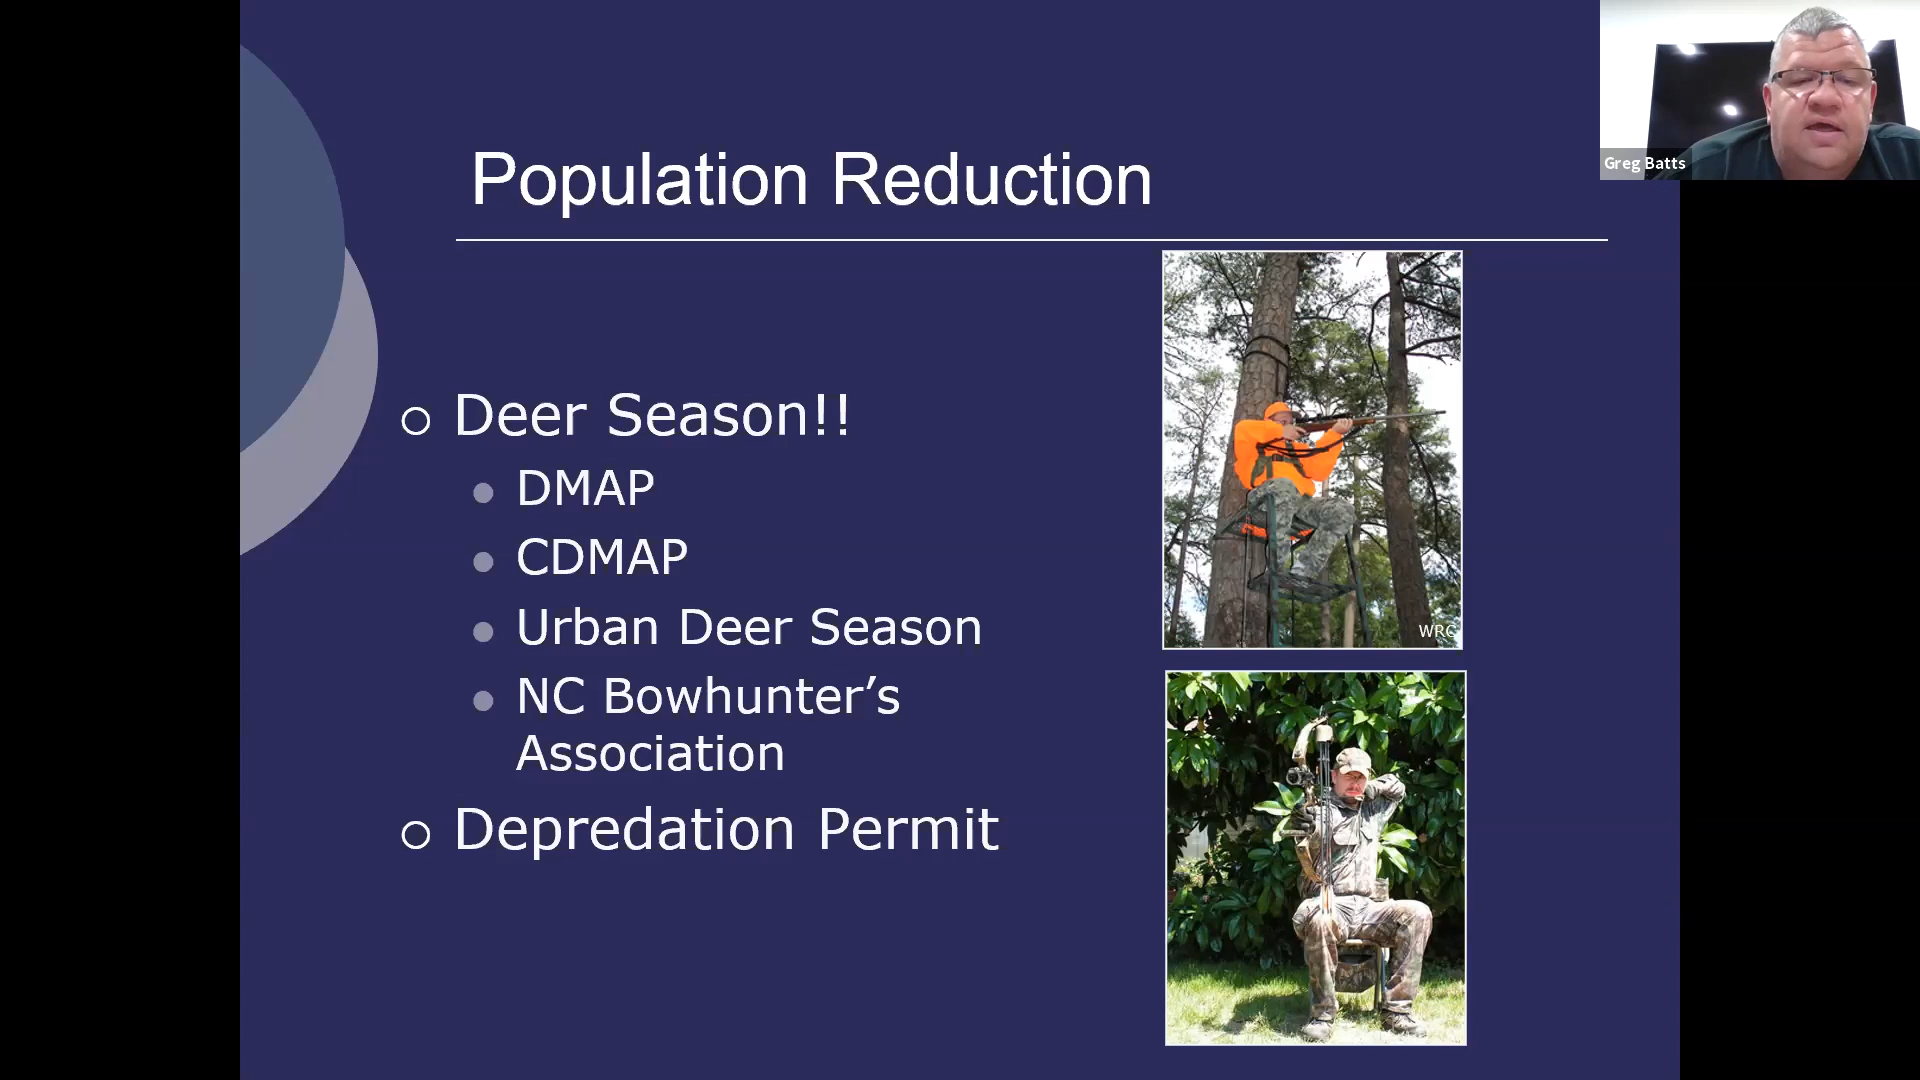 Greg Batts
Population Reduction
Deer Season!!
DMAP
CDMAP
Urban Deer Season
NC Bowhunter’s
Association
Depredation Permit
WRC